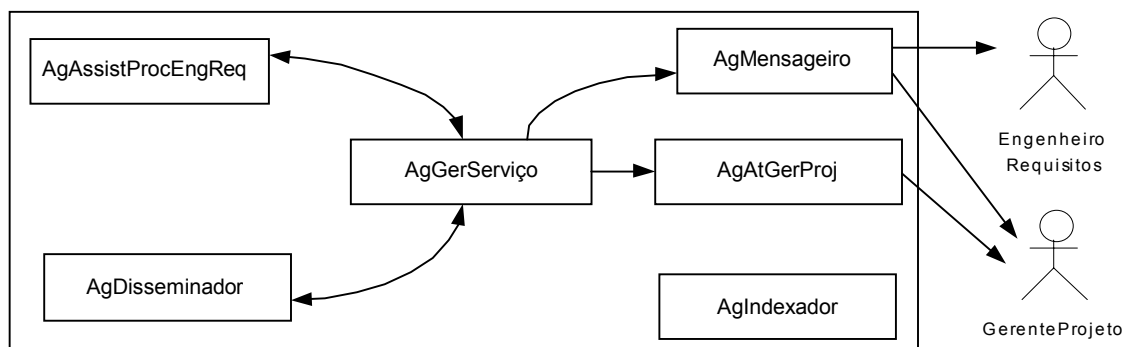 AgAssistProcEngReq
AgMensageiro
Engenheiro
Requisitos
AgGerServiço
AgAtGerProj
AgDisseminador
AgIndexador
GerenteProjeto